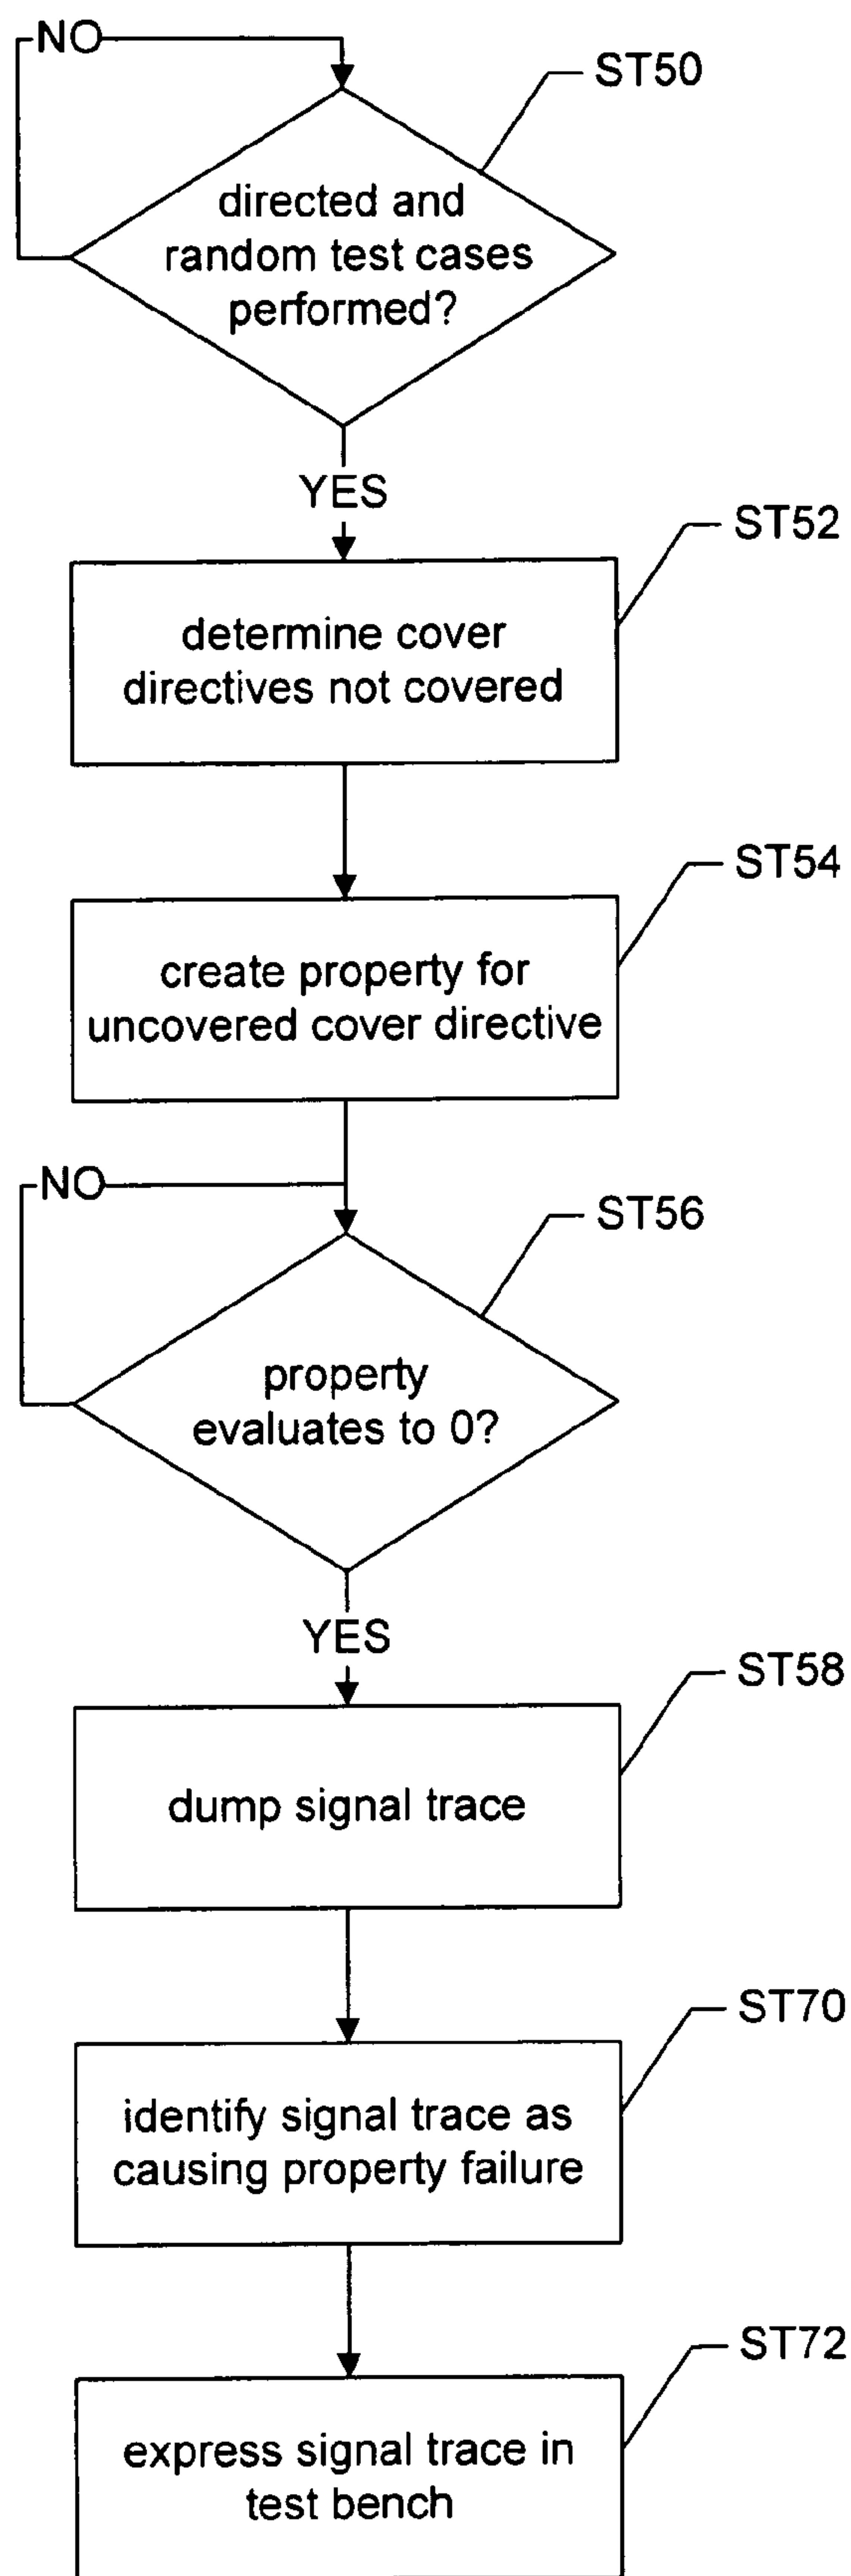 NO
ST50
directed and
random test cases
performed?
YES
ST52
determine cover
directives not covered
ST54
create property for
uncovered cover directive
NO
ST56
property
evaluates to 0?
YES
ST58
dump signal trace
ST70
identify signal trace as
causing property failure
ST72
express signal trace in
test bench